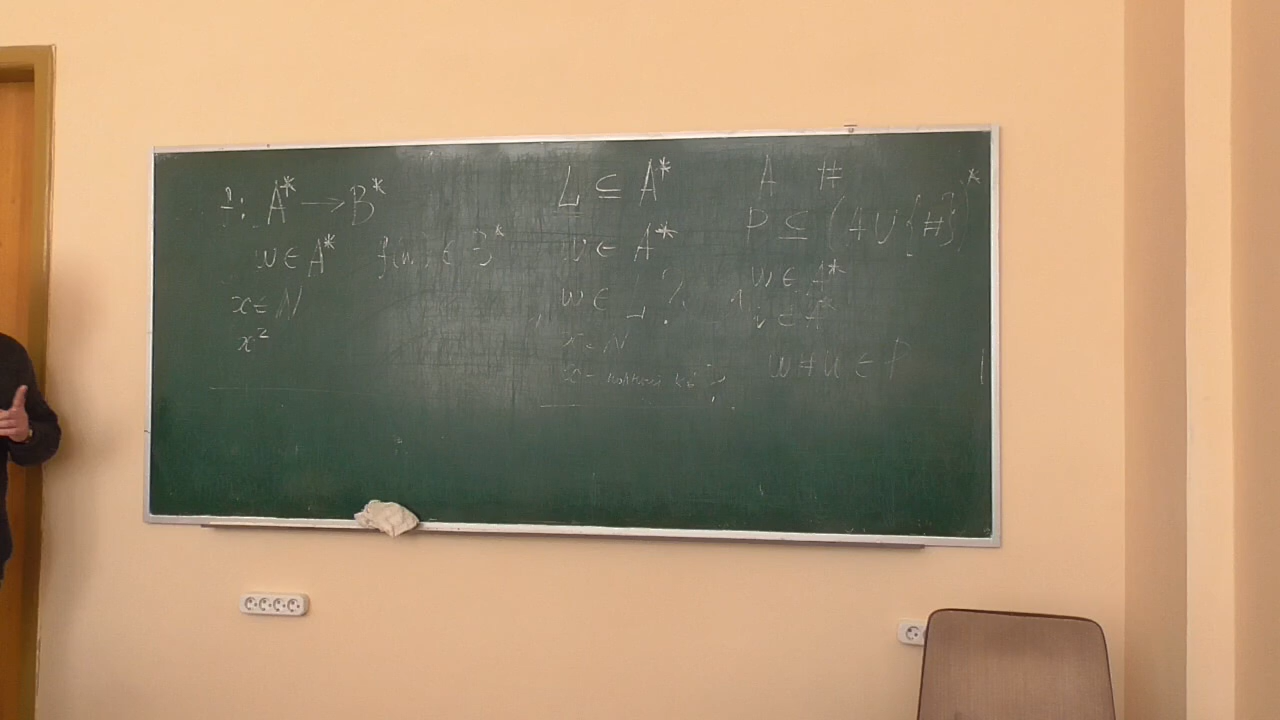 f: A* → B*
w ∈ A* f(w) ∈ B*
x ∈ N
x²
L ⊆ A*
w ∈ A*
w ∈ L ?
x ∈ N
x –
A #
P ⊆ (A ∪ {#})*
w ∈ A*
u ∈ A*
w # u ∈ P